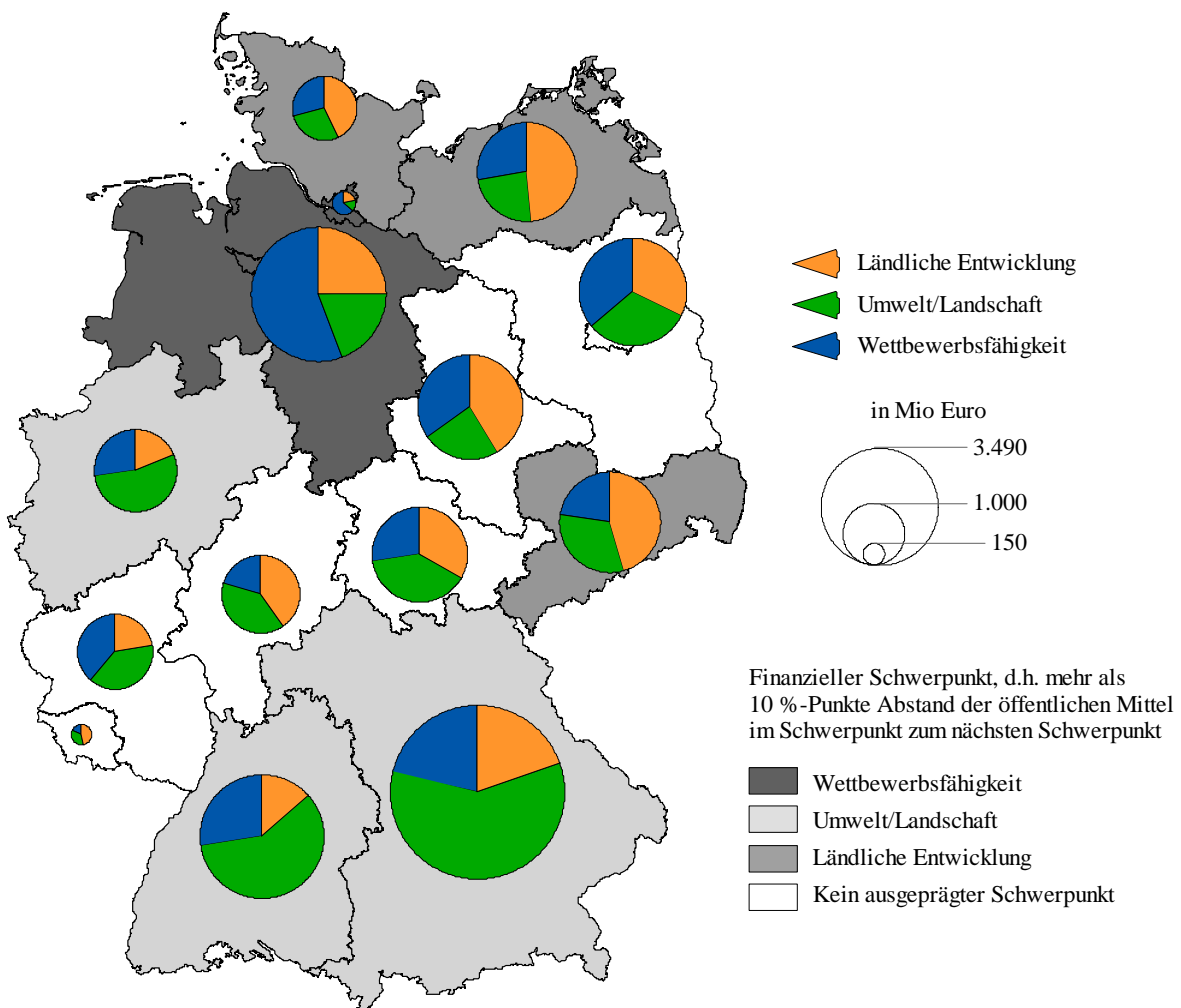 Ländliche Entwicklung
Umwelt/Landschaft
Wettbewerbsfähigkeit
in Mio Euro
3.490
1.000
150
Finanzieller Schwerpunkt, d.h. mehr als
10 %-Punkte Abstand der öffentlichen Mittel
im Schwerpunkt zum nächsten Schwerpunkt
Wettbewerbsfähigkeit
Umwelt/Landschaft
Ländliche Entwicklung
Kein ausgeprägter Schwerpunkt